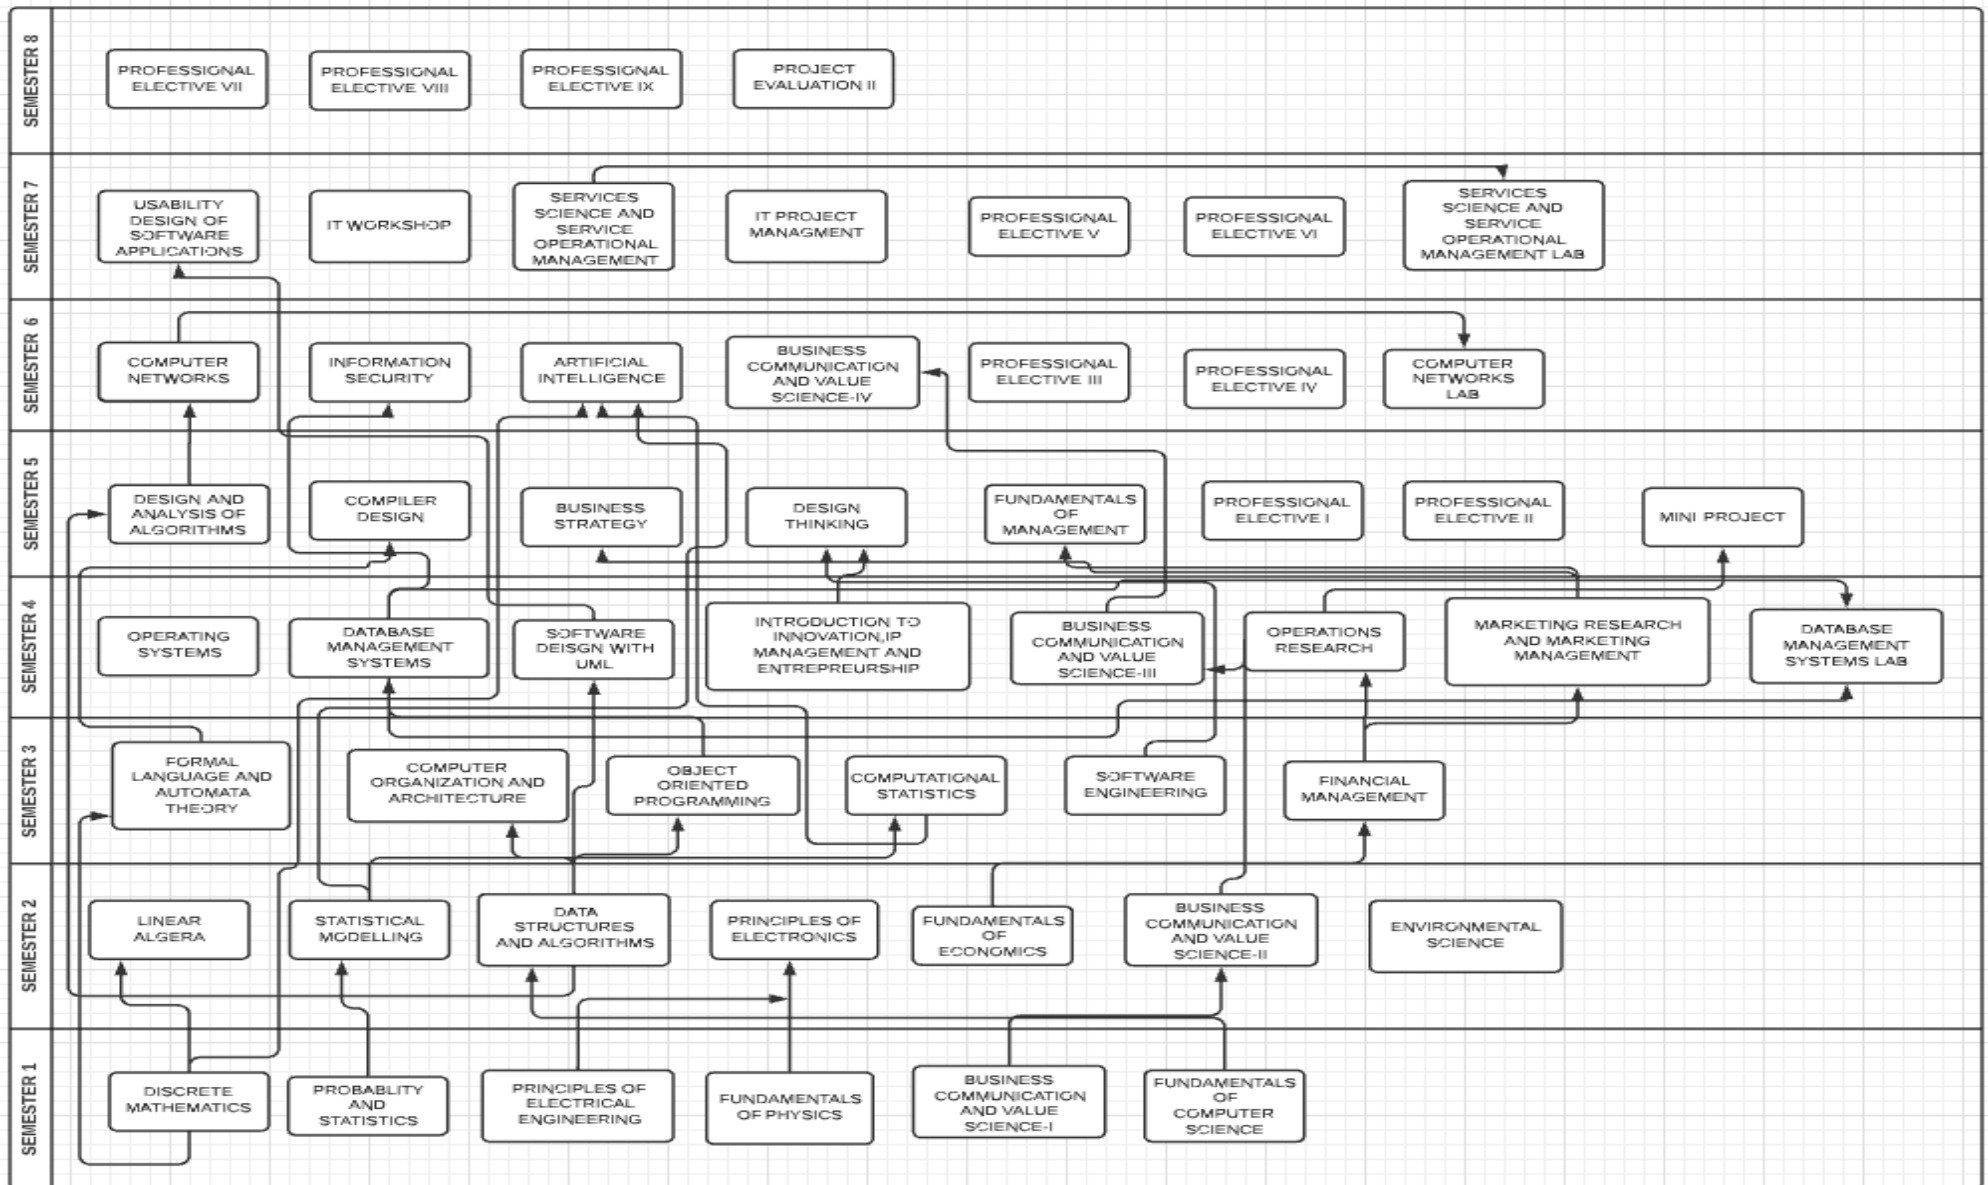 SEMESTER 8
PROFESSIONAL
ELECTIVE VII
PROFESSIONAL
ELECTIVE VIII
PROFESSIONAL
ELECTIVE IX
PROJECT
EVALUATION II
SEMESTER 7
USABILITY
DESIGN OF
SOFTWARE
APPLICATIONS
IT WORKSHOP
SERVICES
SCIENCE AND
SERVICE
OPERATIONAL
MANAGEMENT
IT PROJECT
MANAGMENT
PROFESSIONAL
ELECTIVE V
PROFESSIONAL
ELECTIVE VI
SERVICES
SCIENCE AND
SERVICE
OPERATIONAL
MANAGEMENT LAB
SEMESTER 6
COMPUTER
NETWORKS
INFORMATION
SECURITY
ARTIFICIAL
INTELLIGENCE
BUSINESS
COMMUNICATION
AND VALUE
SCIENCE-IV
PROFESSIONAL
ELECTIVE III
PROFESSIONAL
ELECTIVE IV
COMPUTER
NETWORKS
LAB
SEMESTER 5
DESIGN AND
ANALYSIS OF
ALGORITHMS
COMPILER
DESIGN
BUSINESS
STRATEGY
DESIGN
THINKING
FUNDAMENTALS
OF
MANAGEMENT
PROFESSIONAL
ELECTIVE I
PROFESSIONAL
ELECTIVE II
MINI PROJECT
SEMESTER 4
OPERATING
SYSTEMS
DATABASE
MANAGEMENT
SYSTEMS
SOFTWARE
DEISGN WITH
UML
INTRODUCTION TO
INNOVATION,IP
MANAGEMENT AND
ENTREPREURSHIP
BUSINESS
COMMUNICATION
AND VALUE
SCIENCE-III
OPERATIONS
RESEARCH
MARKETING RESEARCH
AND MARKETING
MANAGEMENT
DATABASE
MANAGEMENT
SYSTEMS LAB
SEMESTER 3
FORMAL
LANGUAGE AND
AUTOMATA
THEORY
COMPUTER
ORGANIZATION AND
ARCHITECTURE
OBJECT
ORIENTED
PROGRAMMING
COMPUTATIONAL
STATISTICS
SOFTWARE
ENGINEERING
FINANCIAL
MANAGEMENT
SEMESTER 2
LINEAR
ALGERA
STATISTICAL
MODELLING
DATA
STRUCTURES
AND ALGORITHMS
PRINCIPLES OF
ELECTRONICS
FUNDAMENTALS
OF
ECONOMICS
BUSINESS
COMMUNICATION
AND VALUE
SCIENCE-II
ENVIRONMENTAL
SCIENCE
SEMESTER 1
DISCRETE
MATHEMATICS
PROBABLITY
AND
STATISTICS
PRINCIPLES OF
ELECTRICAL
ENGINEERING
FUNDAMENTALS
OF PHYSICS
BUSINESS
COMMUNICATION
AND VALUE
SCIENCE-I
FUNDAMENTALS
OF
COMPUTER
SCIENCE